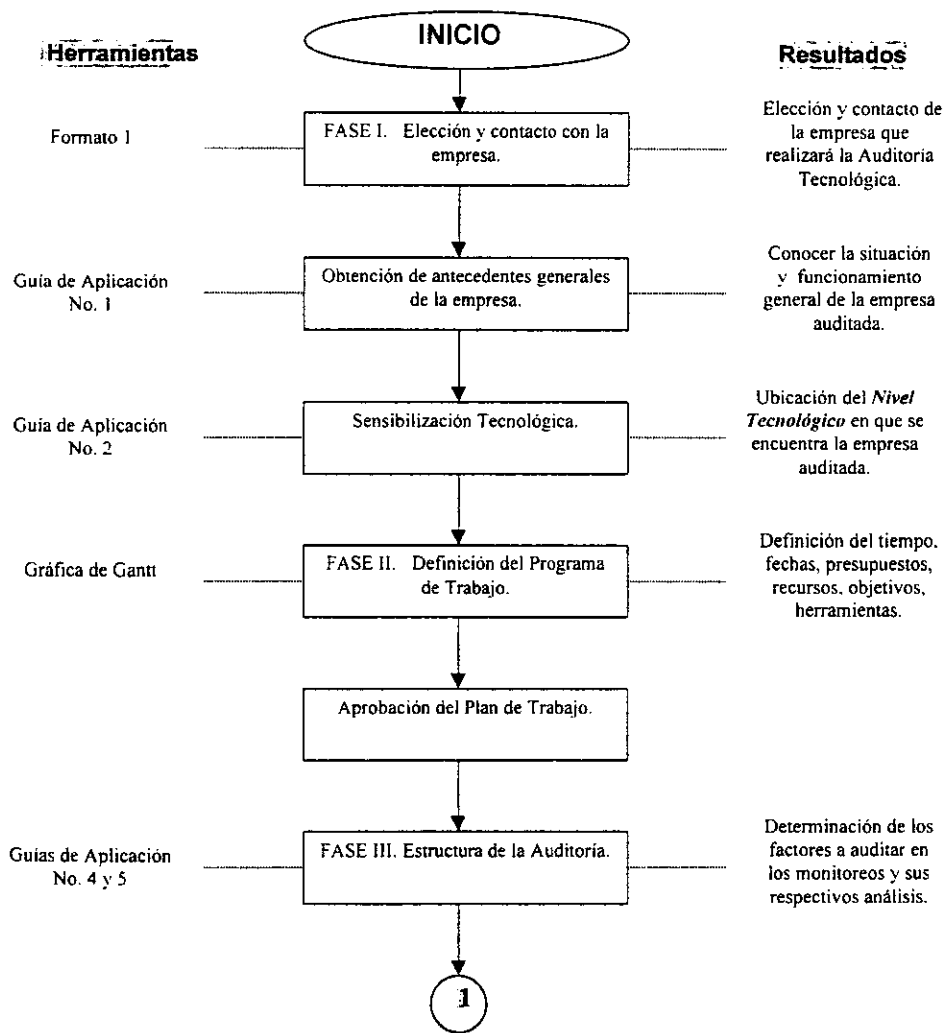 INICIO
Herramientas
Resultados
Formato 1
FASE I. Elección y contacto con la
empresa.
Elección y contacto de
la empresa que
realizará la Auditoría
Tecnológica.
Guía de Aplicación
No. 1
Obtención de antecedentes generales
de la empresa.
Conocer la situación
y funcionamiento
general de la empresa
auditada.
Guía de Aplicación
No. 2
Sensibilización Tecnológica.
Ubicación del Nivel
Tecnológico en que se
encuentra la empresa
auditada.
Gráfica de Gantt
FASE II. Definición del Programa
de Trabajo.
Definición del tiempo,
fechas, presupuestos,
recursos, objetivos,
herramientas.
Aprobación del Plan de Trabajo.
Guías de Aplicación
No. 4 y 5
FASE III. Estructura de la Auditoría.
Determinación de los
factores a auditar en
los monitoreos y sus
respectivos análisis.
1